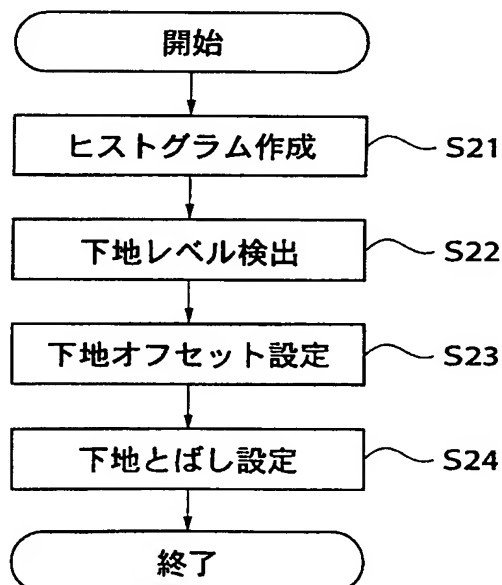 開始
ヒストグラム作成 S21
下地レベル検出 S22
下地オフセット設定 S23
下地とばし設定 S24
終了